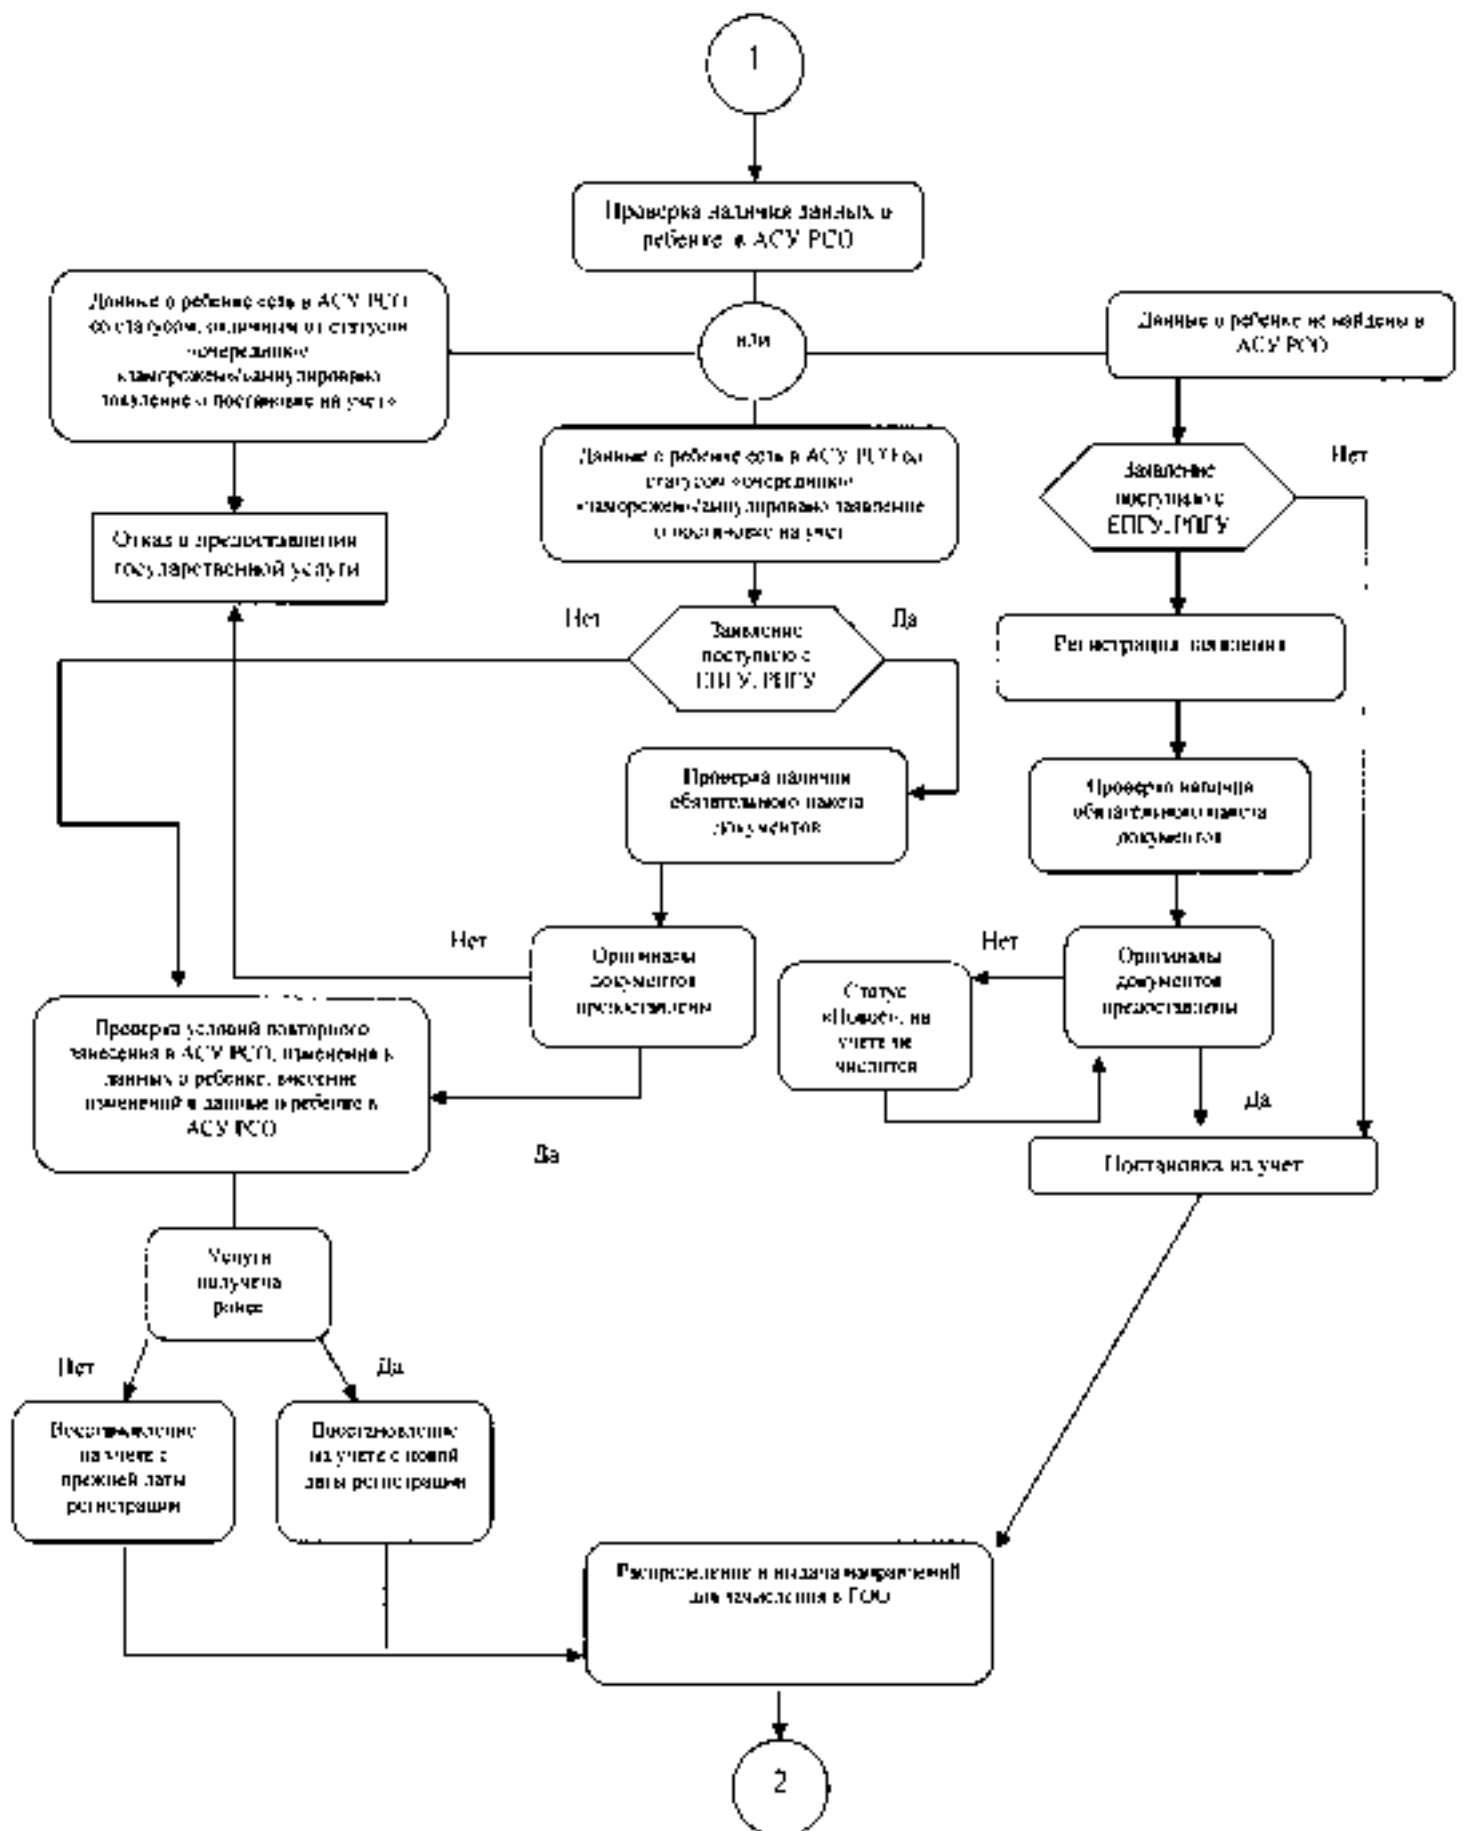 1
Проверка наличия данных о
ребенке в АСУ РСО
Данные о ребенке есть в АСУ РСО
со статусом, отличным от статусов
«очередник»
«заморожено/аннулировано
заявление о постановке на учет»
или
Данные о ребенке не найдены в
АСУ РСО
Данные о ребенке есть в АСУ РСО со
статусом «очередник»
«заморожено/аннулировано заявление
о постановке на учет
Нет
Заявление
поступило с
ЕПГУ, РПГУ
Отказ в предоставлении
государственной услуги
Нет
Да
Заявление
поступило с
ЕПГУ, РПГУ
Регистрация заявления
Проверка наличия
обязательного пакета
документов
Проверка наличия
обязательного пакета
документов
Нет
Оригиналы
документов
предоставлены
Нет
Оригиналы
документов
предоставлены
Статус
«Новое», на
учете не
числится
Проверка условий повторного
занесения в АСУ РСО, изменения в
данных о ребенке, внесение
изменений в данные о ребенке в
АСУ РСО
Да
Да
Постановка на учет
Услуги
получена
ранее
Нет
Да
Восстановление
на учете с
прежней даты
регистрации
Восстановление
на учете с новой
даты регистрации
Распределение и выдача направлений
для зачисления в ГОО
2